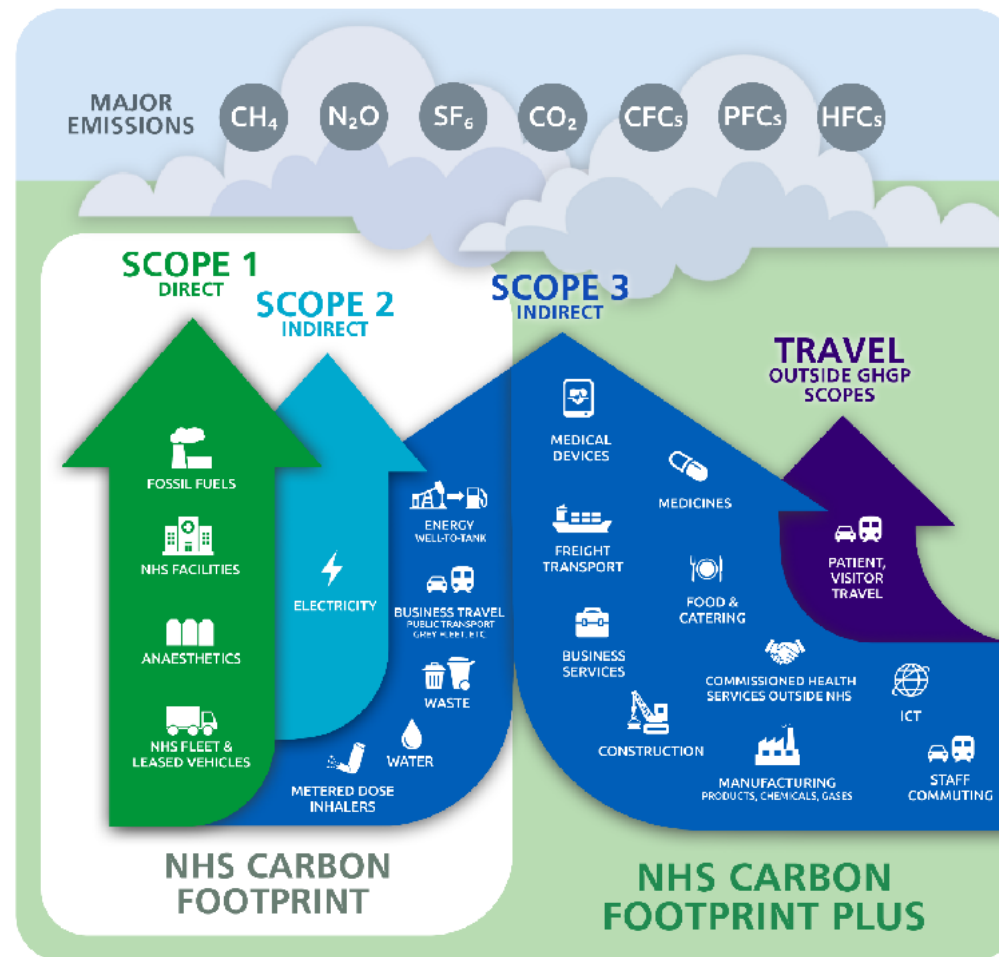 MAJOR
EMISSIONS
CH4
N2O
SF6
CO2
CFCs
PFCs
HFCs
SCOPE 1
DIRECT
FOSSIL FUELS
NHS FACILITIES
ANAESTHETICS
NHS FLEET &
LEASED VEHICLES
SCOPE 2
INDIRECT
ELECTRICITY
SCOPE 3
INDIRECT
ENERGY
WELL-TO-TANK
BUSINESS TRAVEL
PUBLIC TRANSPORT
GREY FLEET, ETC
WASTE
WATER
METERED DOSE
INHALERS
MEDICAL
DEVICES
MEDICINES
FREIGHT
TRANSPORT
FOOD &
CATERING
BUSINESS
SERVICES
COMMISSIONED HEALTH
SERVICES OUTSIDE NHS
ICT
CONSTRUCTION
MANUFACTURING
PRODUCTS, CHEMICALS, GASES
STAFF
COMMUTING
TRAVEL
OUTSIDE GHGP
SCOPES
PATIENT,
VISITOR
TRAVEL
NHS CARBON
FOOTPRINT
NHS CARBON
FOOTPRINT PLUS